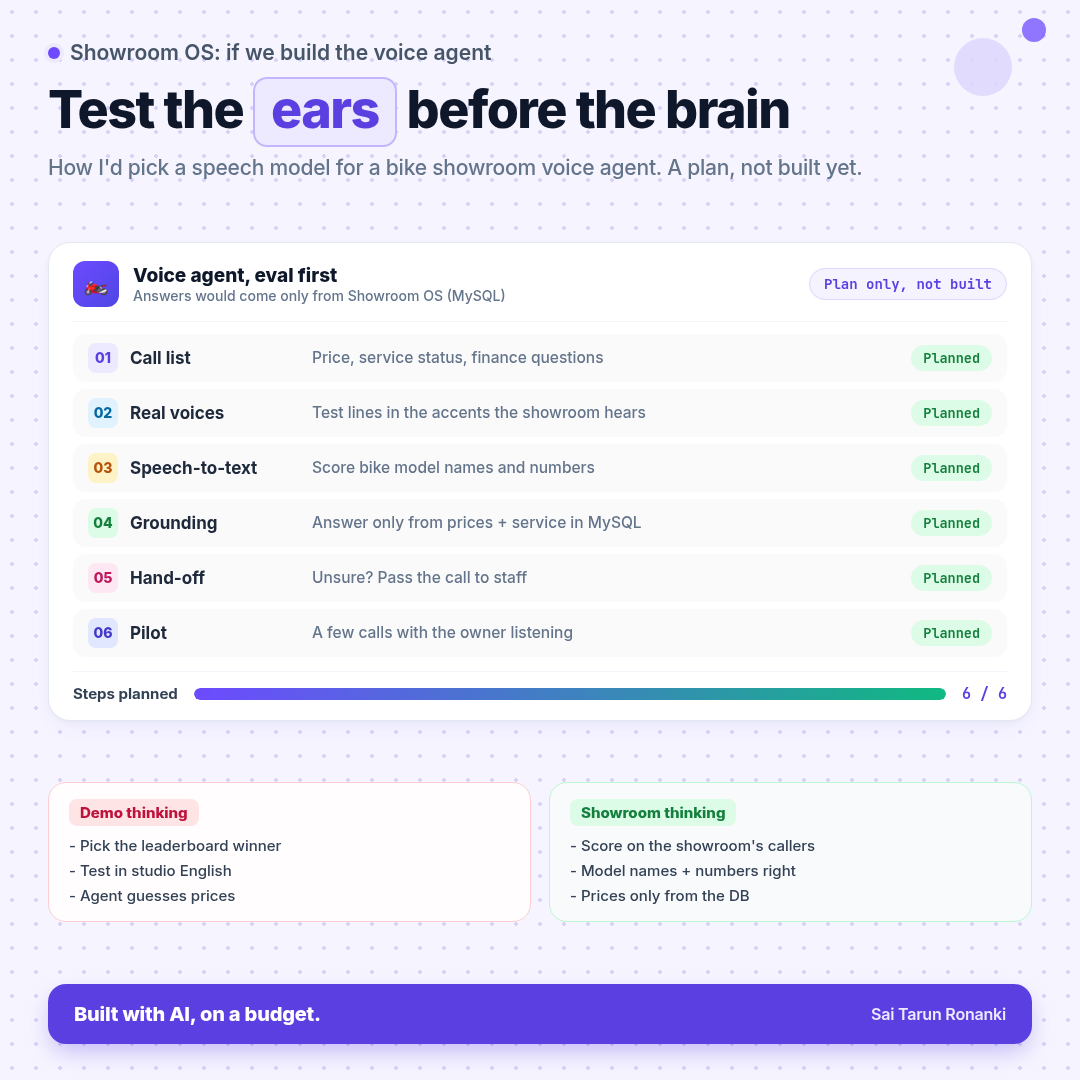 Showroom OS: if we build the voice agent
Test the ears before the brain
How I'd pick a speech model for a bike showroom voice agent. A plan, not built yet.
Voice agent, eval first
Answers would come only from Showroom OS (MySQL)
Plan only, not built
01 Call list Price, service status, finance questions Planned
02 Real voices Test lines in the accents the showroom hears Planned
03 Speech-to-text Score bike model names and numbers Planned
04 Grounding Answer only from prices + service in MySQL Planned
05 Hand-off Unsure? Pass the call to staff Planned
06 Pilot A few calls with the owner listening Planned
Steps planned 6 / 6
Demo thinking
- Pick the leaderboard winner
- Test in studio English
- Agent guesses prices
Showroom thinking
- Score on the showroom's callers
- Model names + numbers right
- Prices only from the DB
Built with AI, on a budget.
Sai Tarun Ronanki